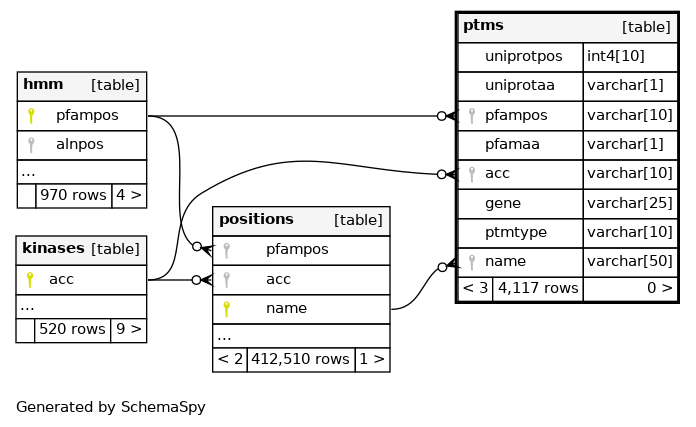 ptms [table]
uniprotpos int4[10]
uniprotaa varchar[1]
pfampos varchar[10]
pfamaa varchar[1]
acc varchar[10]
gene varchar[25]
ptmtype varchar[10]
name varchar[50]
< 3 4,117 rows 0 >
hmm [table]
pfampos
alnpos
...
970 rows 4 >
positions [table]
pfampos
acc
name
...
< 2 412,510 rows 1 >
kinases [table]
acc
...
520 rows 9 >
Generated by SchemaSpy